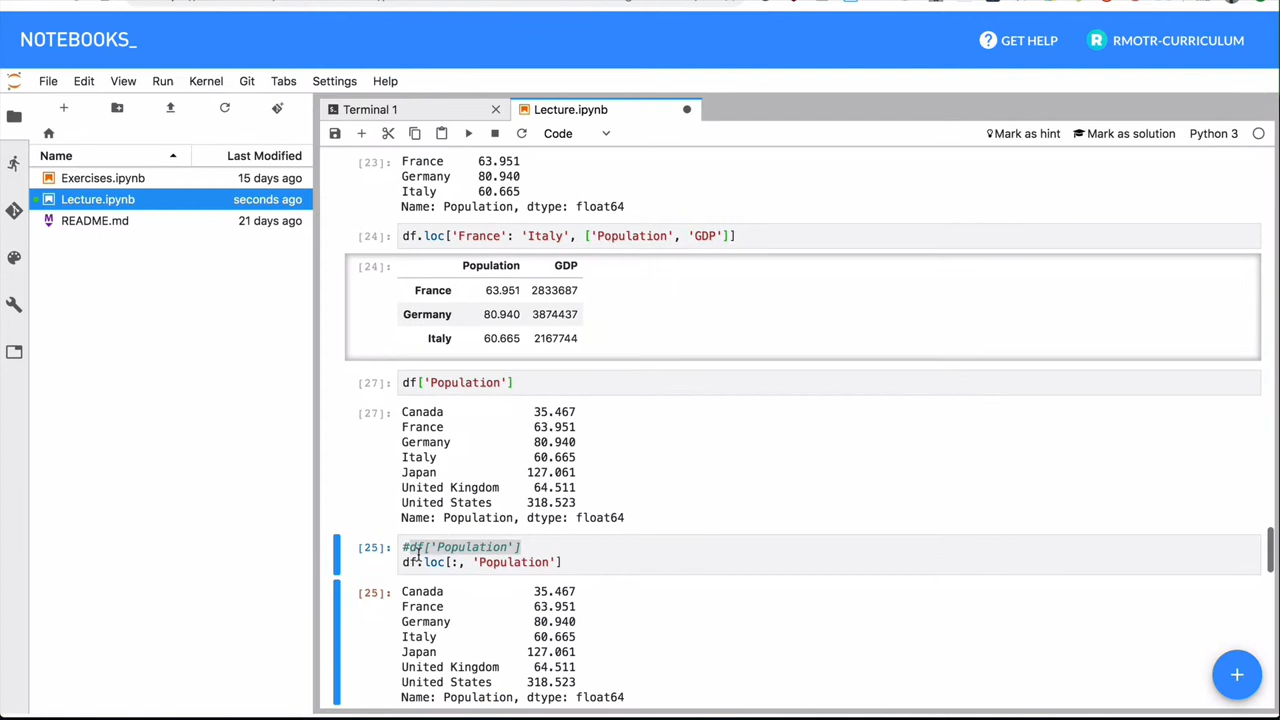 NOTEBOOKS_
GET HELP
R RMOTR-CURRICULUM
File Edit View Run Kernel Git Tabs Settings Help
Name Last Modified
Exercises.ipynb 15 days ago
Lecture.ipynb seconds ago
README.md 21 days ago
Terminal 1
Lecture.ipynb
Code
Mark as hint Mark as solution Python 3
[23]: France 63.951
Germany 80.940
Italy 60.665
Name: Population, dtype: float64
[24]: df.loc['France': 'Italy', ['Population', 'GDP']]
[24]: Population GDP
France 63.951 2833687
Germany 80.940 3874437
Italy 60.665 2167744
[27]: df['Population']
[27]: Canada 35.467
France 63.951
Germany 80.940
Italy 60.665
Japan 127.061
United Kingdom 64.511
United States 318.523
Name: Population, dtype: float64
[25]: #df['Population']
df.loc[:, 'Population']
[25]: Canada 35.467
France 63.951
Germany 80.940
Italy 60.665
Japan 127.061
United Kingdom 64.511
United States 318.523
Name: Population, dtype: float64